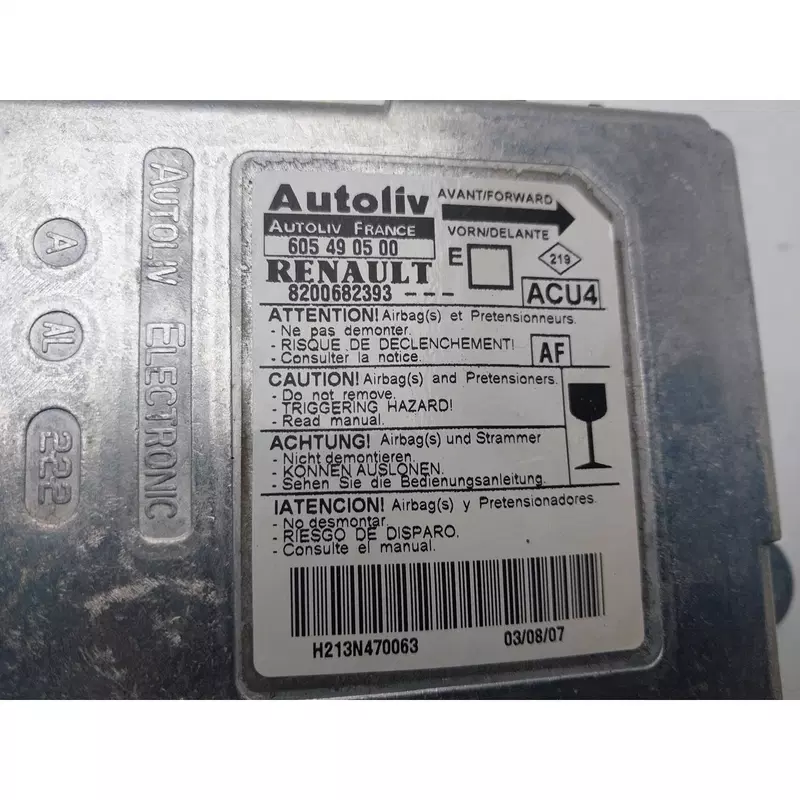 A
AL
222
AUTOLIV ELECTRONIC
Autoliv
AVANT/FORWARD
AUTOLIV FRANCE
VORN/DELANTE
605 49 05 00
E
219
RENAULT
8200682393 ---
ACU4
ATTENTION! Airbag(s) et Pretensionneurs.
- Ne pas demonter.
- RISQUE DE DECLENCHEMENT!
- Consulter la notice.
AF
CAUTION! Airbag(s) and Pretensioners.
- Do not remove.
- TRIGGERING HAZARD!
- Read manual.
ACHTUNG! Airbag(s) und Strammer
- Nicht demontieren.
- KONNEN AUSLONEN.
- Sehen Sie die Bedienungsanleitung.
¡ATENCION! Airbag(s) y Pretensionadores
- No desmontar
- RIESGO DE DISPARO.
- Consulte el manual.
H213N470063
03/08/07